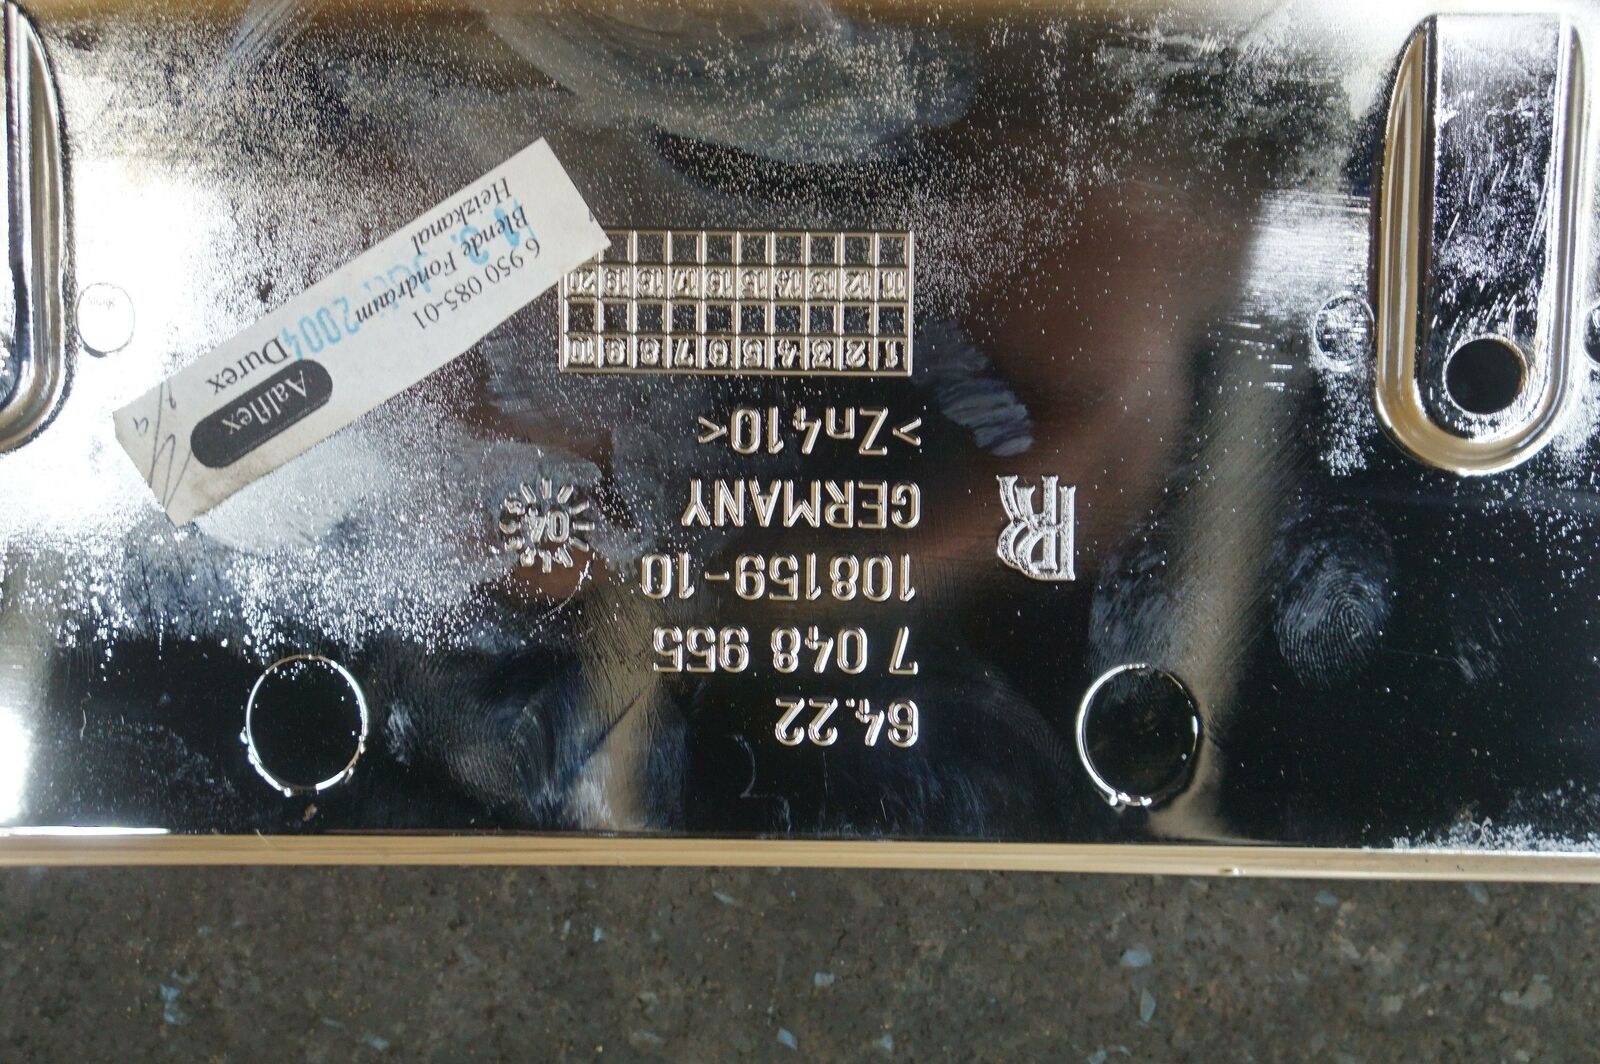 64.22
7 048 955
108159-10
RR
GERMANY
04
>Zn410<
1 2 3 4 5 6 7 8 9 10
11 12 13 14 15 16 17 18 19 20
Aalflex
Durex
2004
6 950 085-01
Blende Fondraum
Heizkanal